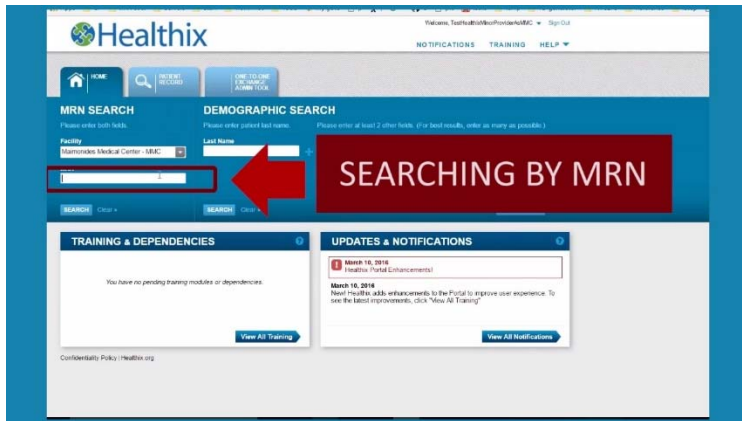 Healthix
Welcome, TestHealthixMinorProviderAtMMC Sign Out
NOTIFICATIONS TRAINING HELP
HOME
PATIENT RECORD
ONE-TO-ONE EXCHANGE ADMIN TOOL
MRN SEARCH
Please enter both fields.
Facility
Maimonides Medical Center - MMC
SEARCH Clear
DEMOGRAPHIC SEARCH
Please enter patient last name.
Please enter at least 2 other fields. (For best results, enter as many as possible.)
Last Name
SEARCH Clear
SEARCHING BY MRN
TRAINING & DEPENDENCIES
You have no pending training modules or dependencies.
View All Training
UPDATES & NOTIFICATIONS
March 10, 2016
Healthix Portal Enhancements!
March 10, 2016
New! Healthix adds enhancements to the Portal to improve user experience. To
see the latest improvements, click "View All Training"
View All Notifications
Confidentiality Policy | Healthix.org